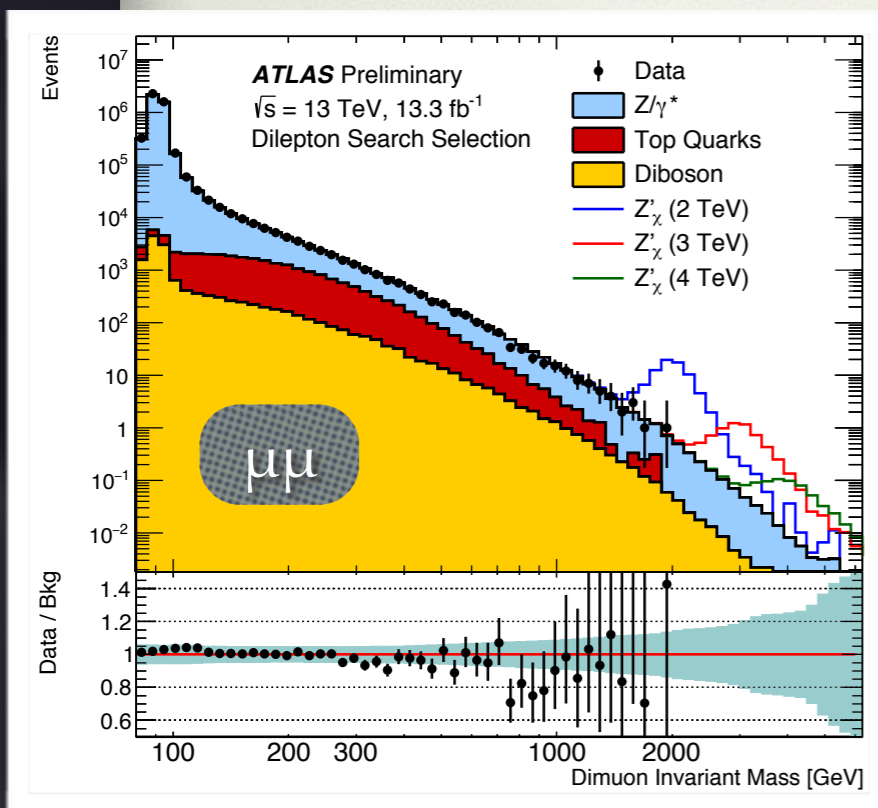 Events
10⁷
10⁶
10⁵
10⁴
10³
10²
10
1
10⁻¹
10⁻²
ATLAS Preliminary
√s = 13 TeV, 13.3 fb⁻¹
Dilepton Search Selection
Data
Z/γ*
Top Quarks
Diboson
Z'χ (2 TeV)
Z'χ (3 TeV)
Z'χ (4 TeV)
μμ
Data / Bkg
1.4
1.2
1
0.8
0.6
100 200 300 1000 2000
Dimuon Invariant Mass [GeV]